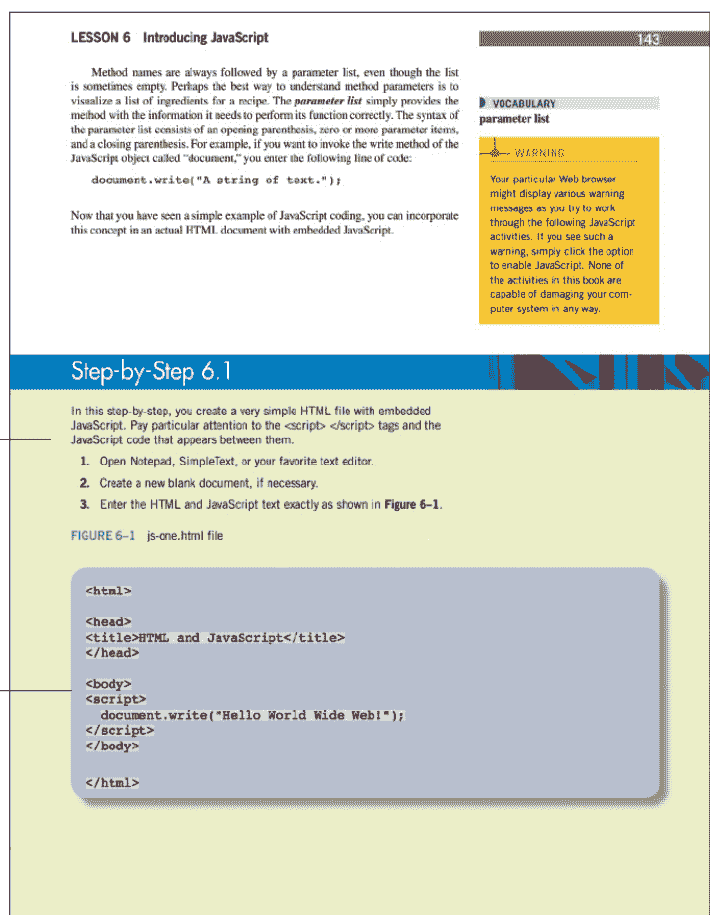 LESSON 6 Introducing JavaScript
143
Method names are always followed by a parameter list, even though the list
is sometimes empty. Perhaps the best way to understand method parameters is to
visualize a list of ingredients for a recipe. The parameter list simply provides the
method with the information it needs to perform its function correctly. The syntax of
the parameter list consists of an opening parenthesis, zero or more parameter items,
and a closing parenthesis. For example, if you want to invoke the write method of the
JavaScript object called “document,” you enter the following line of code:
document.write("A string of text.");
Now that you have seen a simple example of JavaScript coding, you can incorporate
this concept in an actual HTML document with embedded JavaScript.
VOCABULARY
parameter list
WARNING
Your particular Web browser
might display various warning
messages as you try to work
through the following JavaScript
activities. If you see such a
warning, simply click the option
to enable JavaScript. None of
the activities in this book are
capable of damaging your com-
puter system in any way.
Step-by-Step 6.1
In this step-by-step, you create a very simple HTML file with embedded
JavaScript. Pay particular attention to the <script> </script> tags and the
JavaScript code that appears between them.
1. Open Notepad, SimpleText, or your favorite text editor.
2. Create a new blank document, if necessary.
3. Enter the HTML and JavaScript text exactly as shown in Figure 6–1.
FIGURE 6–1 js-one.html file
<html>
<head>
<title>HTML and JavaScript</title>
</head>
<body>
<script>
document.write("Hello World Wide Web!");
</script>
</body>
</html>